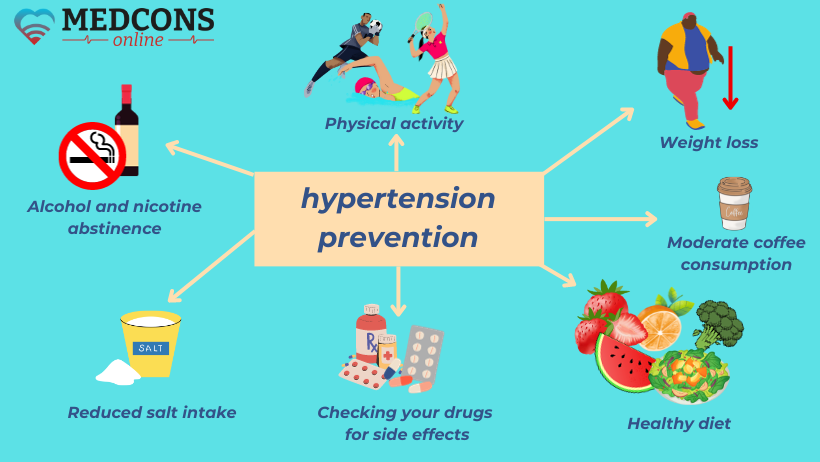 MEDCONS
online
Physical activity
Weight loss
Alcohol and nicotine
abstinence
hypertension
prevention
Coffee
Moderate coffee
consumption
SALT
Rx
Reduced salt intake
Checking your drugs
for side effects
Healthy diet